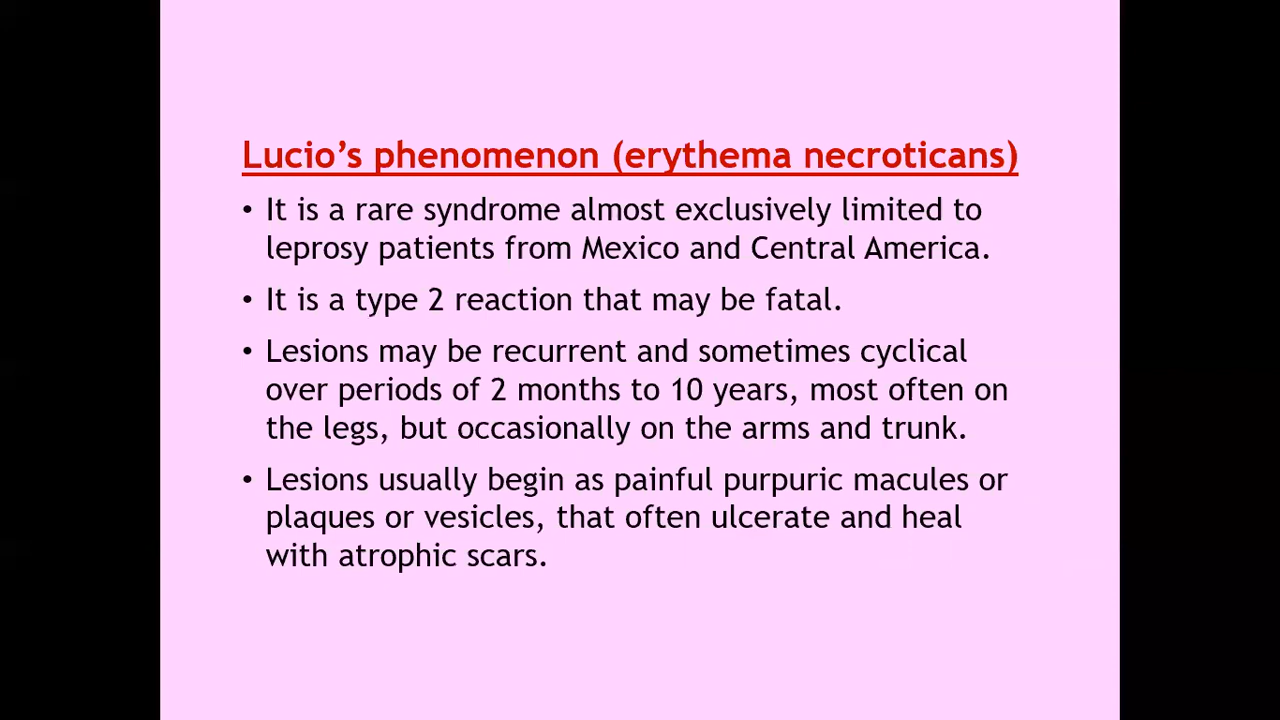 Lucio’s phenomenon (erythema necroticans)
• It is a rare syndrome almost exclusively limited to
leprosy patients from Mexico and Central America.
• It is a type 2 reaction that may be fatal.
• Lesions may be recurrent and sometimes cyclical
over periods of 2 months to 10 years, most often on
the legs, but occasionally on the arms and trunk.
• Lesions usually begin as painful purpuric macules or
plaques or vesicles, that often ulcerate and heal
with atrophic scars.